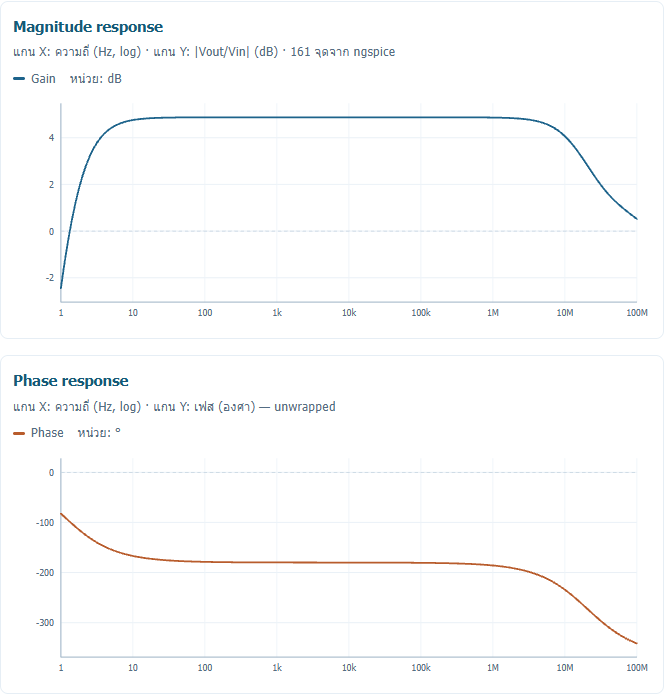 Magnitude response
แกน X: ความถี่ (Hz, log) · แกน Y: |Vout/Vin| (dB) · 161 จุดจาก ngspice
Gain หน่วย: dB
4
2
0
-2
1 10 100 1k 10k 100k 1M 10M 100M
Phase response
แกน X: ความถี่ (Hz, log) · แกน Y: เฟส (องศา) — unwrapped
Phase หน่วย: °
0
-100
-200
-300
1 10 100 1k 10k 100k 1M 10M 100M